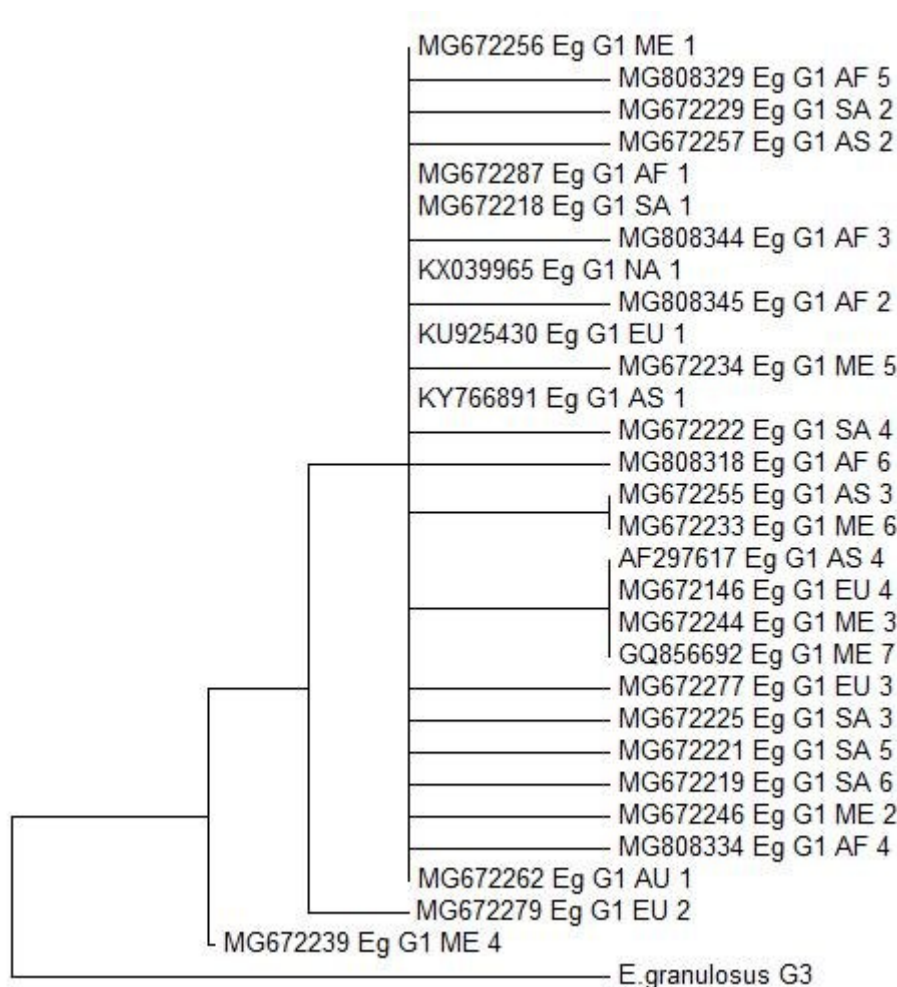 MG672256 Eg G1 ME 1
MG808329 Eg G1 AF 5
MG672229 Eg G1 SA 2
MG672257 Eg G1 AS 2
MG672287 Eg G1 AF 1
MG672218 Eg G1 SA 1
MG808344 Eg G1 AF 3
KX039965 Eg G1 NA 1
MG808345 Eg G1 AF 2
KU925430 Eg G1 EU 1
MG672234 Eg G1 ME 5
KY766891 Eg G1 AS 1
MG672222 Eg G1 SA 4
MG808318 Eg G1 AF 6
MG672255 Eg G1 AS 3
MG672233 Eg G1 ME 6
AF297617 Eg G1 AS 4
MG672146 Eg G1 EU 4
MG672244 Eg G1 ME 3
GQ856692 Eg G1 ME 7
MG672277 Eg G1 EU 3
MG672225 Eg G1 SA 3
MG672221 Eg G1 SA 5
MG672219 Eg G1 SA 6
MG672246 Eg G1 ME 2
MG808334 Eg G1 AF 4
MG672262 Eg G1 AU 1
MG672279 Eg G1 EU 2
MG672239 Eg G1 ME 4
E.granulosus G3